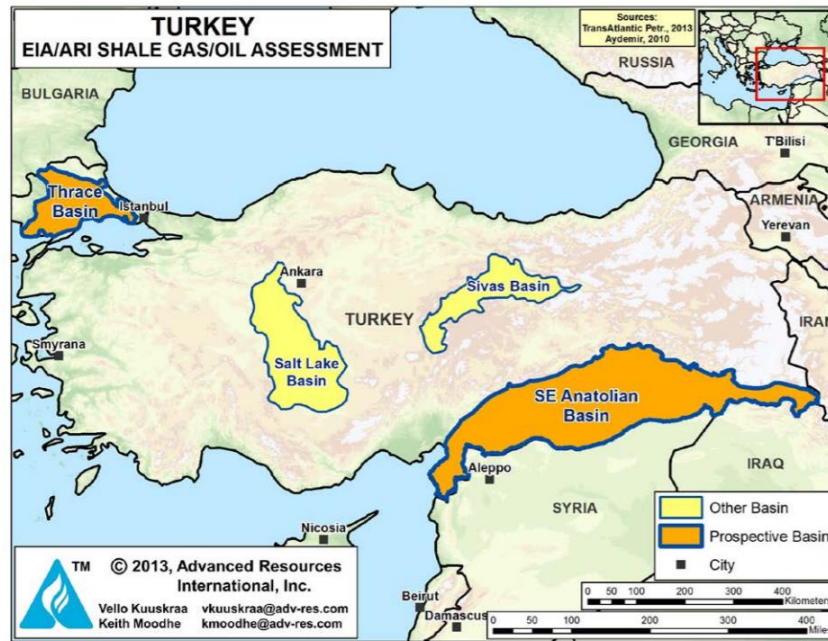 TURKEY
EIA/ARI SHALE GAS/OIL ASSESSMENT
Sources:
TransAtlantic Petr., 2013
Aydemir, 2010
RUSSIA
BULGARIA
GEORGIA
T'Bilisi
Thrace
Basin
Istanbul
ARMENIA
Yerevan
Ankara
Sivas Basin
TURKEY
IRAN
Smyrana
Salt Lake
Basin
SE Anatolian
Basin
Aleppo
IRAQ
SYRIA
Nicosia
Other Basin
Prospective Basin
City
TM
© 2013, Advanced Resources
International, Inc.
Vello Kuuskraa vkuuskraa@adv-res.com
Keith Moodhe kmoodhe@adv-res.com
Beirut
Damascus
0 50 100 200 300 400
Kilometers
0 50 100 200 300 400
Miles